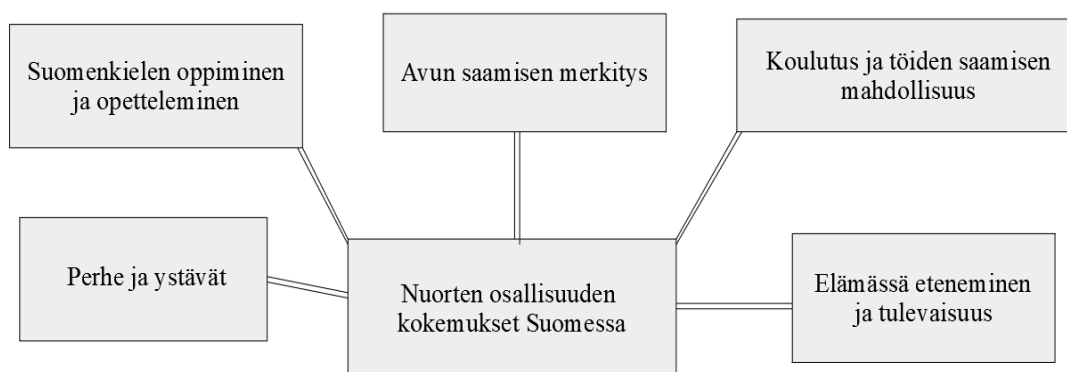 Suomenkielen oppiminen
ja opetteleminen
Avun saamisen merkitys
Koulutus ja töiden saamisen
mahdollisuus
Perhe ja ystävät
Nuorten osallisuuden
kokemukset Suomessa
Elämässä eteneminen
ja tulevaisuus